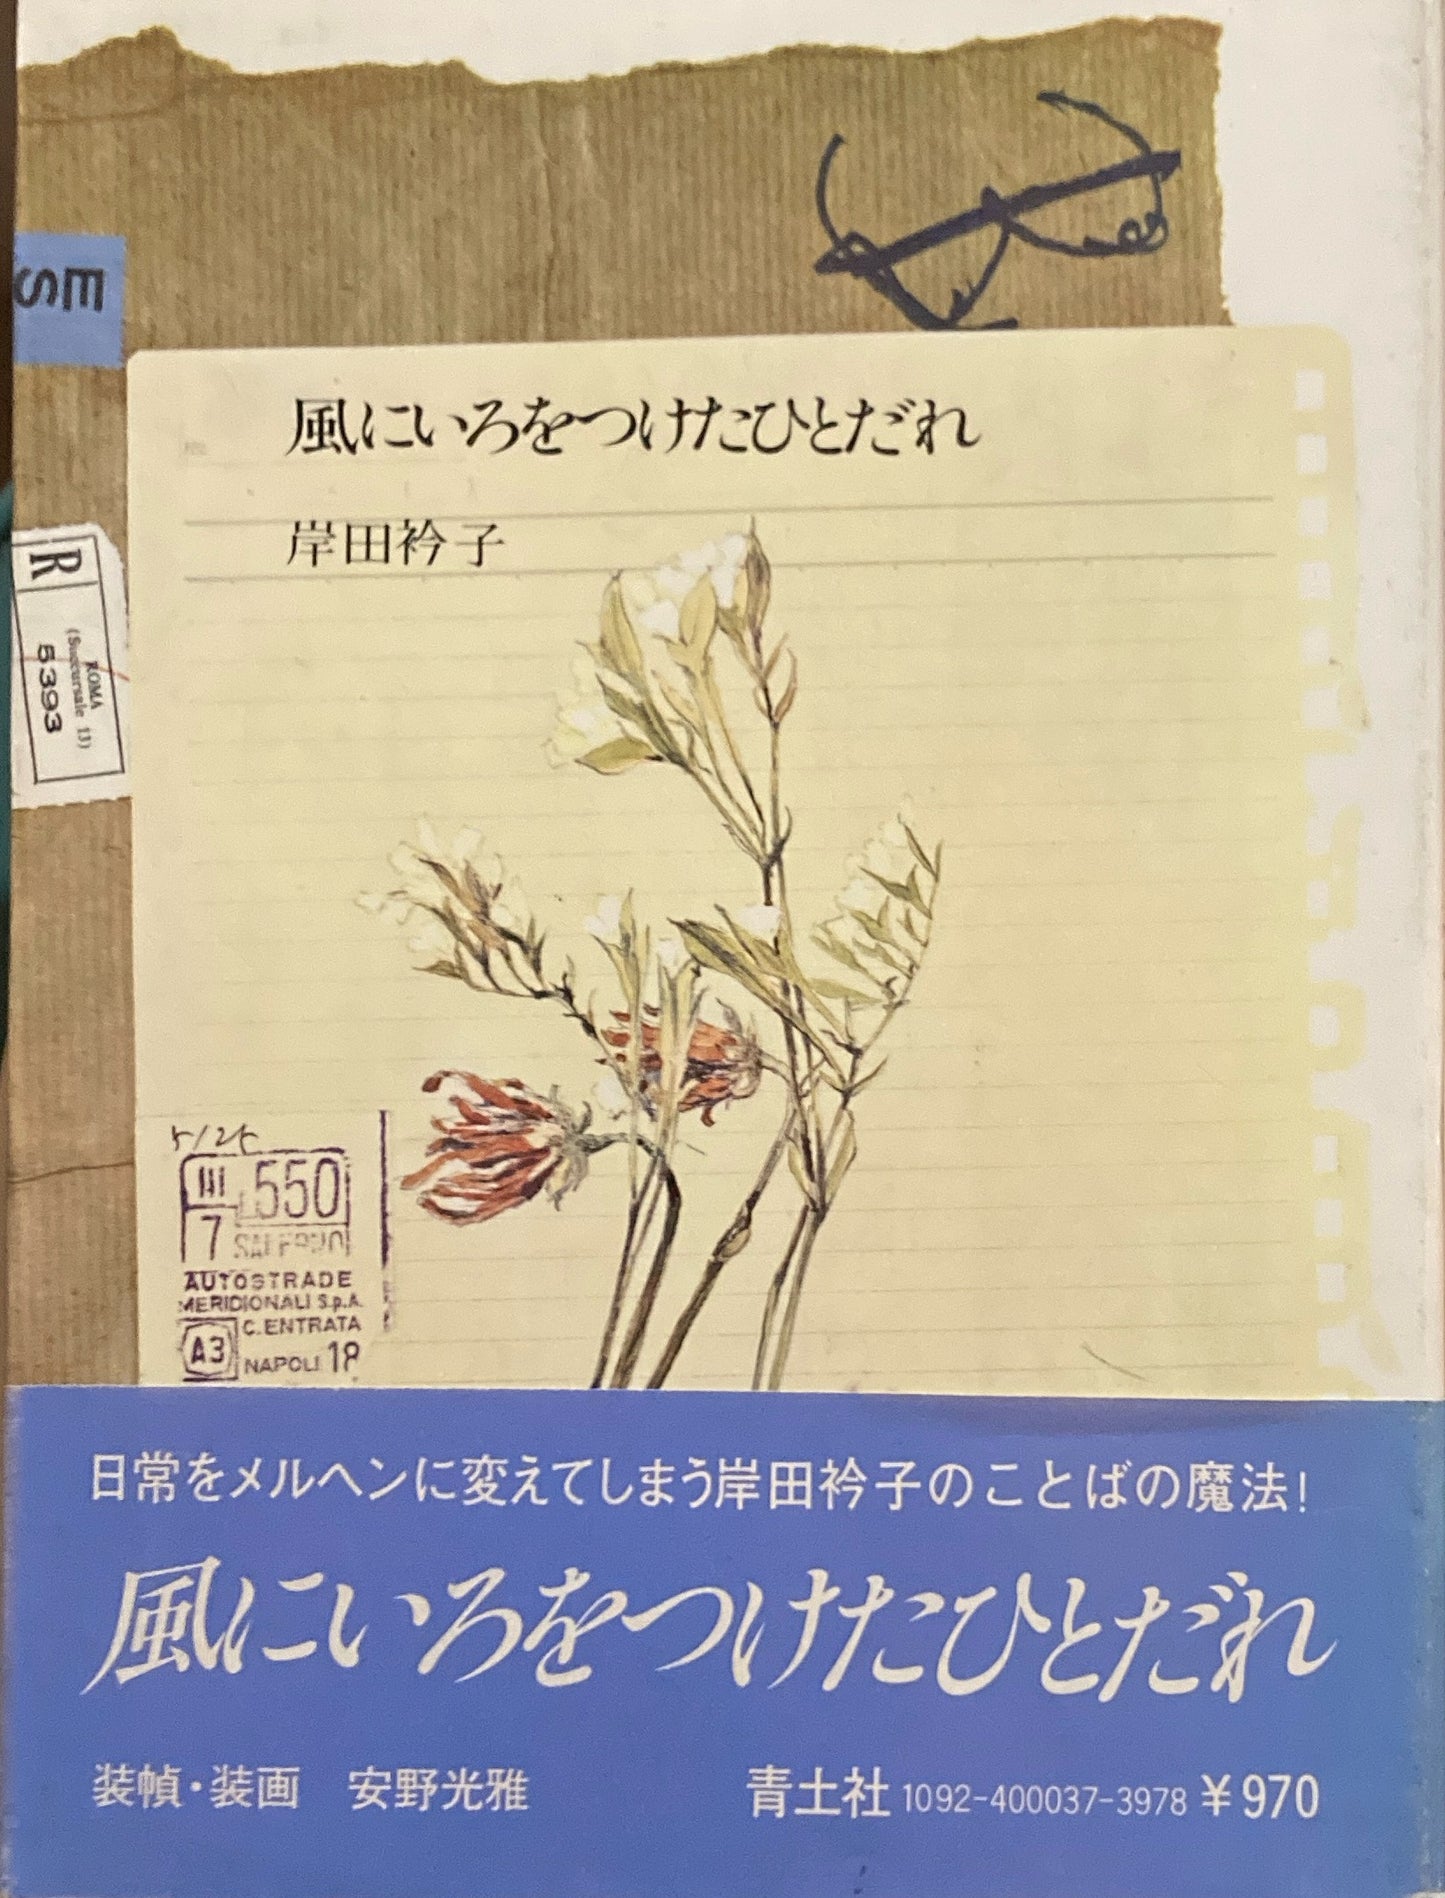 ES
風にいろをつけたひとだれ
岸田衿子
R
ROMA
(Succursale 13)
5393
III
L.550
7
SALERNO
AUTOSTRADE
MERIDIONALI S.p.A.
C. ENTRATA
A3
NAPOLI 18
日常をメルヘンに変えてしまう岸田衿子のことばの魔法!
風にいろをつけたひとだれ
装幀・装画 安野光雅
青土社 1092-400037-3978 ¥970